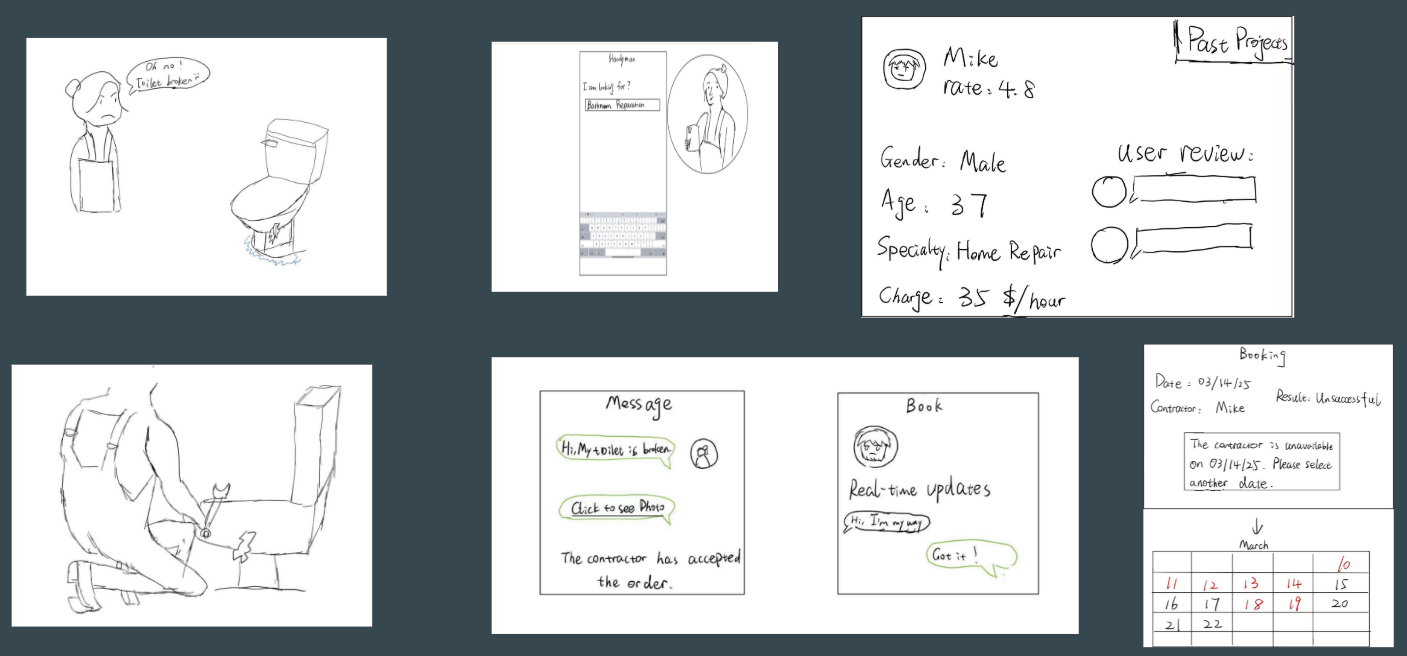 Oh no!
Toilet broken
Handyman
I'am looking for?
Bathroom Reparation
Past Projects
Mike
rate: 4.8
Gender: Male
Age: 37
Specialty: Home Repair
Charge: 35 $/hour
User review:
Message
Hi, My toilet is broken.
Click to see Photo
The contractor has accepted
the order.
Book
Real-time updates
Hi, I'm my way
Got it!
Booking
Date: 03/14/25
Contractor: Mike
Result: Unsuccessful
The contractor is unavailable
on 03/14/25. Please select
another date.
March
10
11 12 13 14 15
16 17 18 19 20
21 22